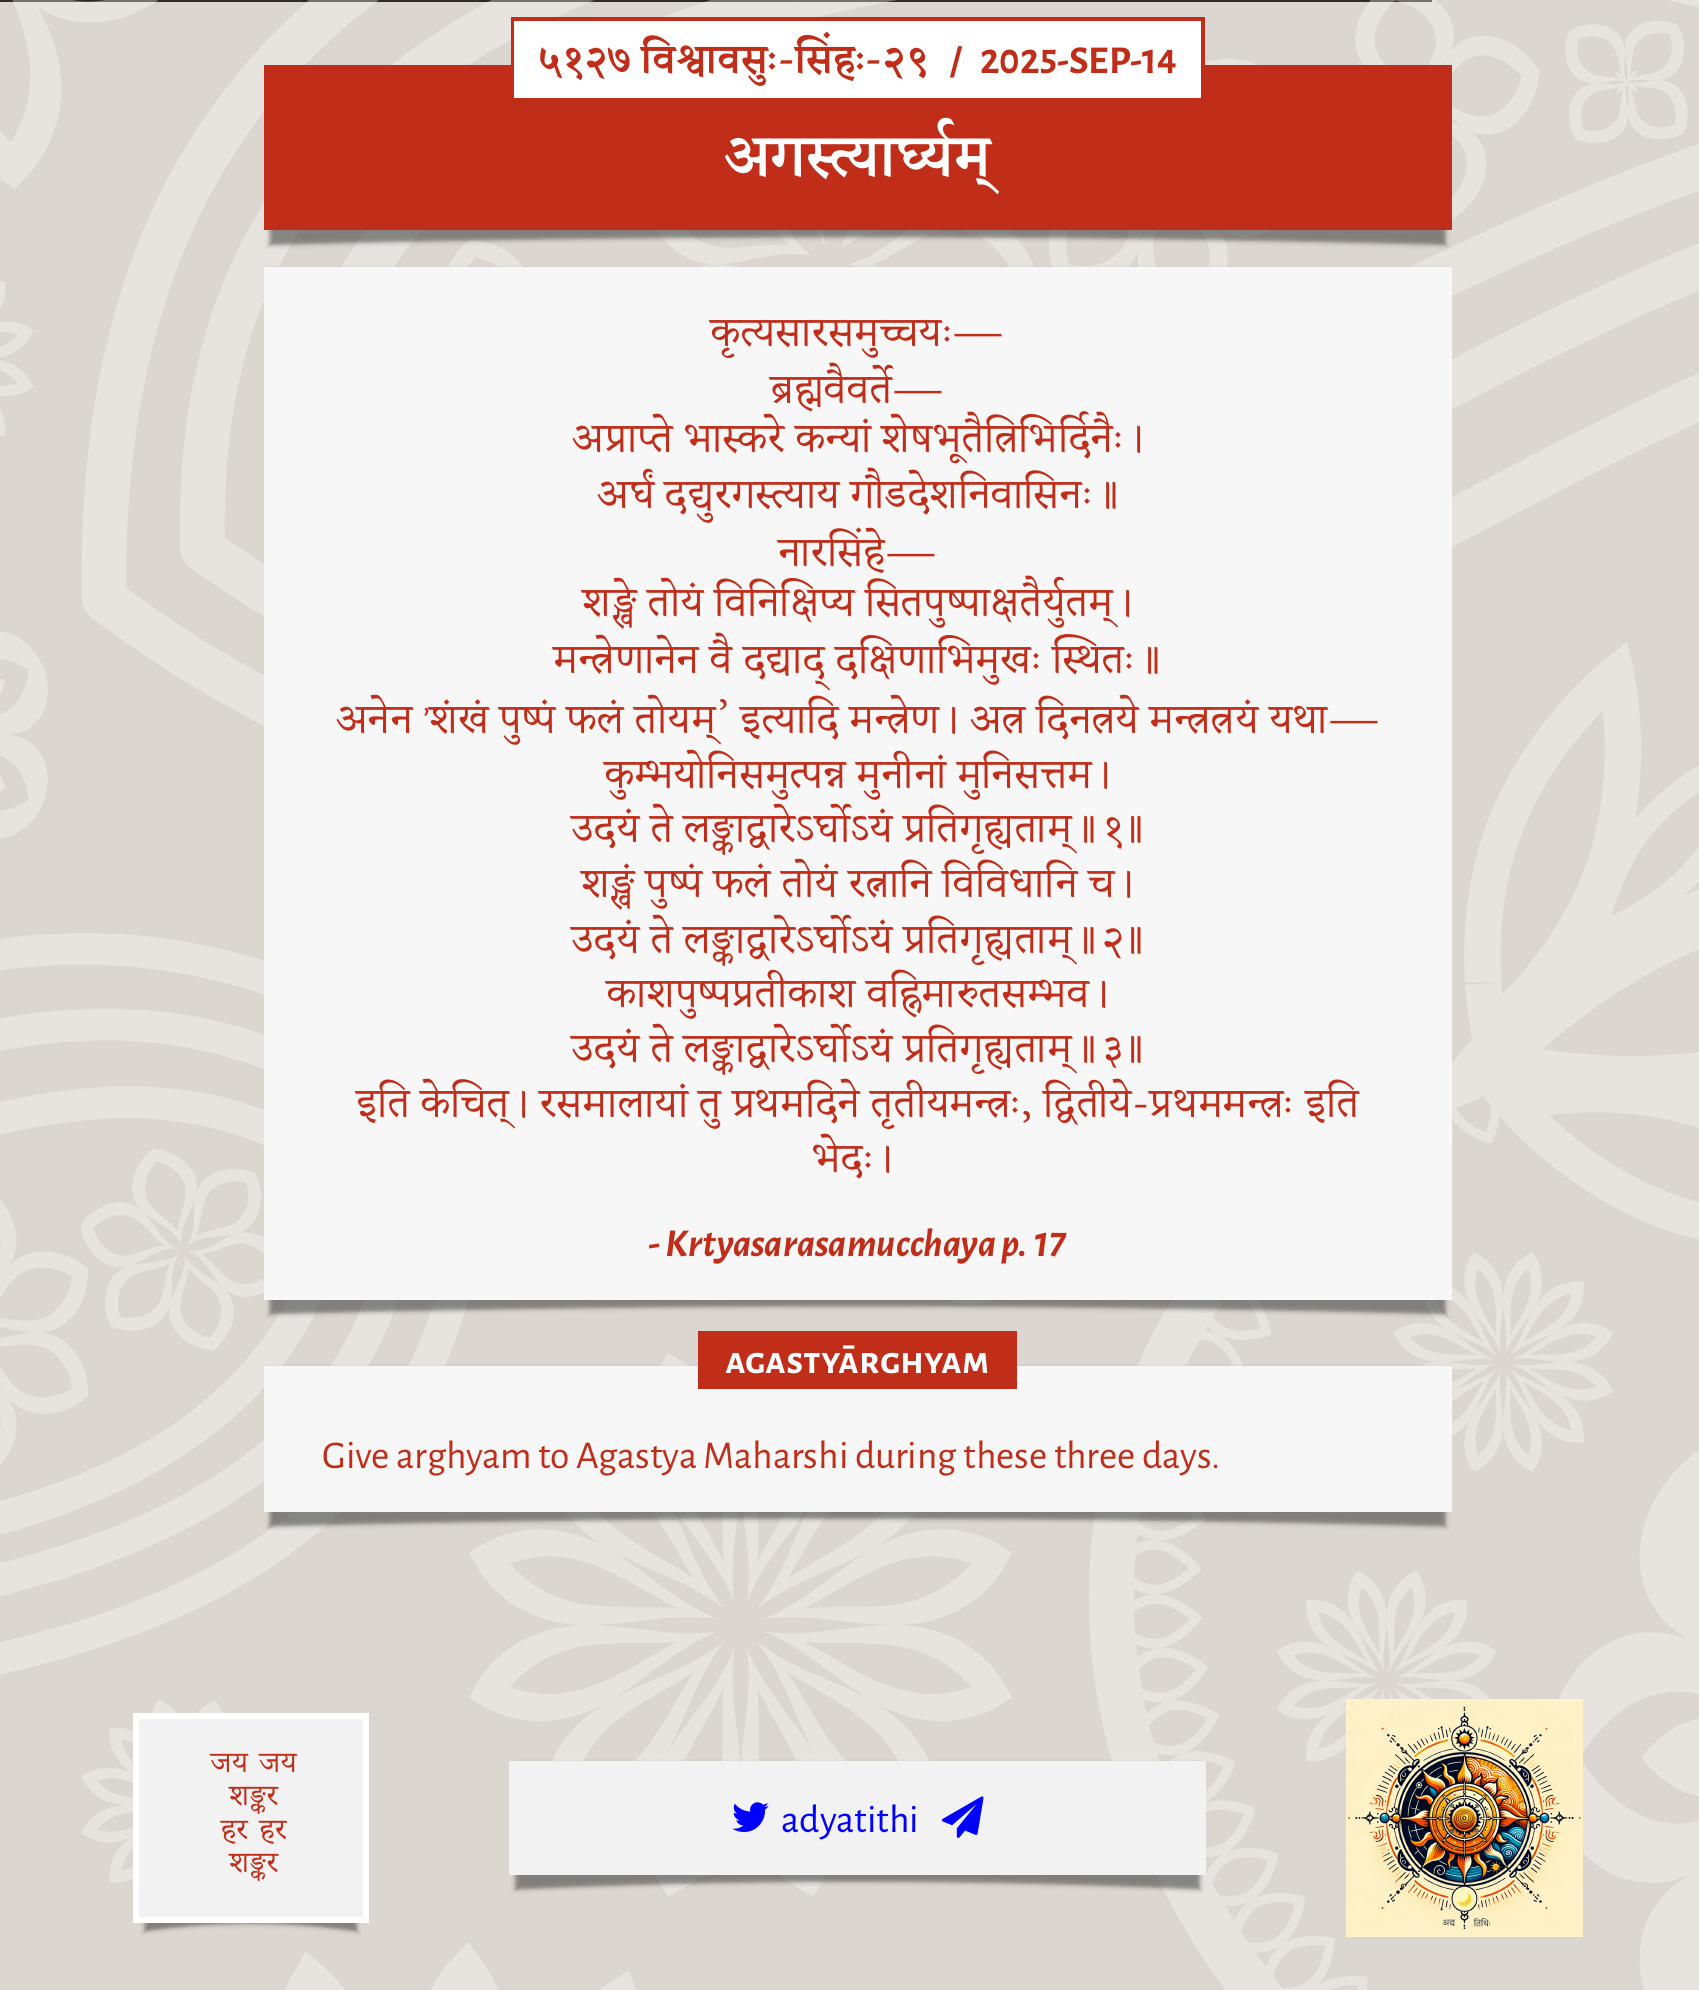 ५१२७ विश्वावसुः-सिंहः-२९ / 2025-SEP-14
अगस्त्यार्घ्यम्
कृत्यसारसमुच्चयः—
ब्रह्मवैवर्ते—
अप्राप्ते भास्करे कन्यां शेषभूतैस्त्रिभिर्दिनैः।
अर्घं दद्युरगस्त्याय गौडदेशनिवासिनः॥
नारसिंहे—
शङ्खे तोयं विनिक्षिप्य सितपुष्पाक्षतैर्युतम्।
मन्त्रेणानेन वै दद्याद् दक्षिणाभिमुखः स्थितः॥
अनेन ’शंखं पुष्पं फलं तोयम्’ इत्यादि मन्त्रेण। अत्र दिनत्रये मन्त्रत्रयं यथा—
कुम्भयोनिसमुत्पन्न मुनीनां मुनिसत्तम।
उदयं ते लङ्काद्वारेऽर्घोऽयं प्रतिगृह्यताम्॥१॥
शङ्खं पुष्पं फलं तोयं रत्नानि विविधानि च।
उदयं ते लङ्काद्वारेऽर्घोऽयं प्रतिगृह्यताम्॥२॥
काशपुष्पप्रतीकाश वह्निमारुतसम्भव।
उदयं ते लङ्काद्वारेऽर्घोऽयं प्रतिगृह्यताम्॥३॥
इति केचित्। रसमालायां तु प्रथमदिने तृतीयमन्त्रः, द्वितीये-प्रथममन्त्रः इति
भेदः।
- Krtyasarasamucchaya p. 17
AGASTYĀRGHYAM
Give arghyam to Agastya Maharshi during these three days.
जय जय
शङ्कर
हर हर
शङ्कर
adyatithi
अद्य तिथिः